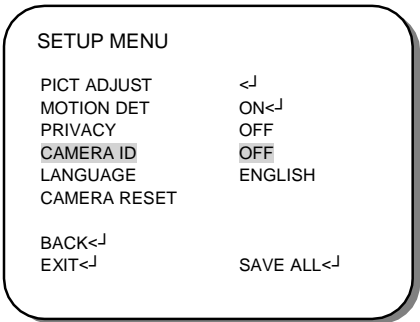 SETUP MENU
PICT ADJUST <┘
MOTION DET ON<┘
PRIVACY OFF
CAMERA ID OFF
LANGUAGE ENGLISH
CAMERA RESET
BACK<┘
EXIT<┘ SAVE ALL<┘